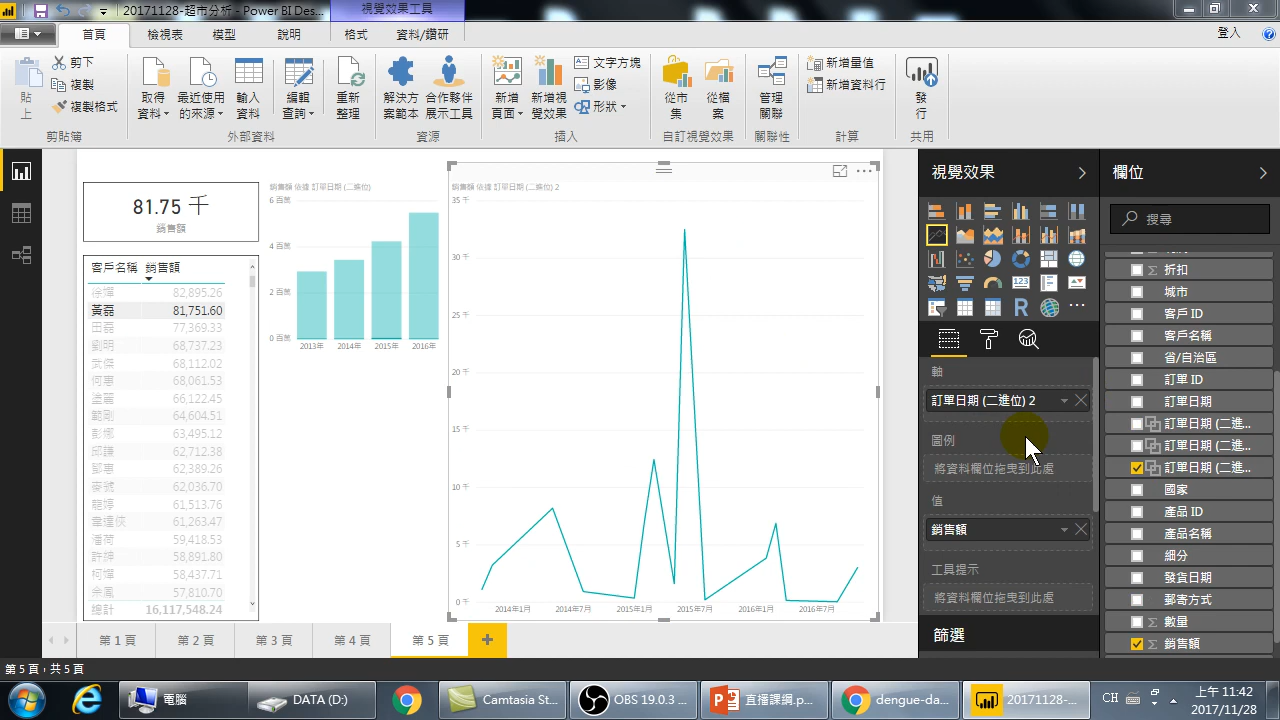 20171128-超市分析 - Power BI Des...
視覺效果工具
首頁
檢視表
模型
說明
格式
資料/鑽研
登入
貼上
剪下
複製
複製格式
剪貼簿
取得資料
最近使用的來源
輸入資料
外部資料
編輯查詢
重新整理
解決方案範本
合作夥伴展示工具
資源
新增頁面
新增視覺效果
文字方塊
影像
形狀
插入
從市集
從檔案
自訂視覺效果
管理關聯
關聯性
新增量值
新增資料行
計算
發行
共用
81.75 千
銷售額
客戶名稱 銷售額
82,895.26
黃磊 81,751.60
田磊 77,369.33
劉明 68,737.23
68,112.02
何惠 68,061.53
66,122.45
範剛 64,604.51
彭娜 63,495.12
邱謙 62,712.38
62,389.26
62,036.70
龍婷 61,513.76
61,263.47
潘荷 59,418.53
58,891.80
柯懂 58,437.71
57,810.70
總計 16,117,548.24
銷售額 依據 訂單日期 (二進位)
6 百萬
4 百萬
2 百萬
0 百萬
2013年 2014年 2015年 2016年
銷售額 依據 訂單日期 (二進位) 2
35 千
30 千
25 千
20 千
15 千
10 千
5 千
0 千
2014年1月 2014年7月 2015年1月 2015年7月 2016年1月 2016年7月
視覺效果
軸
訂單日期 (二進位) 2
圖例
將資料欄位拖曳到此處
值
銷售額
工具提示
將資料欄位拖曳到此處
篩選
欄位
搜尋
折扣
城市
客戶 ID
客戶名稱
省/自治區
訂單 ID
訂單日期
訂單日期 (二進...
訂單日期 (二進...
訂單日期 (二進...
國家
產品 ID
產品名稱
細分
發貨日期
郵寄方式
數量
銷售額
第 1 頁
第 2 頁
第 3 頁
第 4 頁
第 5 頁
第 5 頁，共 5 頁
電腦
DATA (D:)
Camtasia St...
OBS 19.0.3 ...
直播課綱.p...
dengue-da...
20171128-...
CH
上午 11:42
2017/11/28